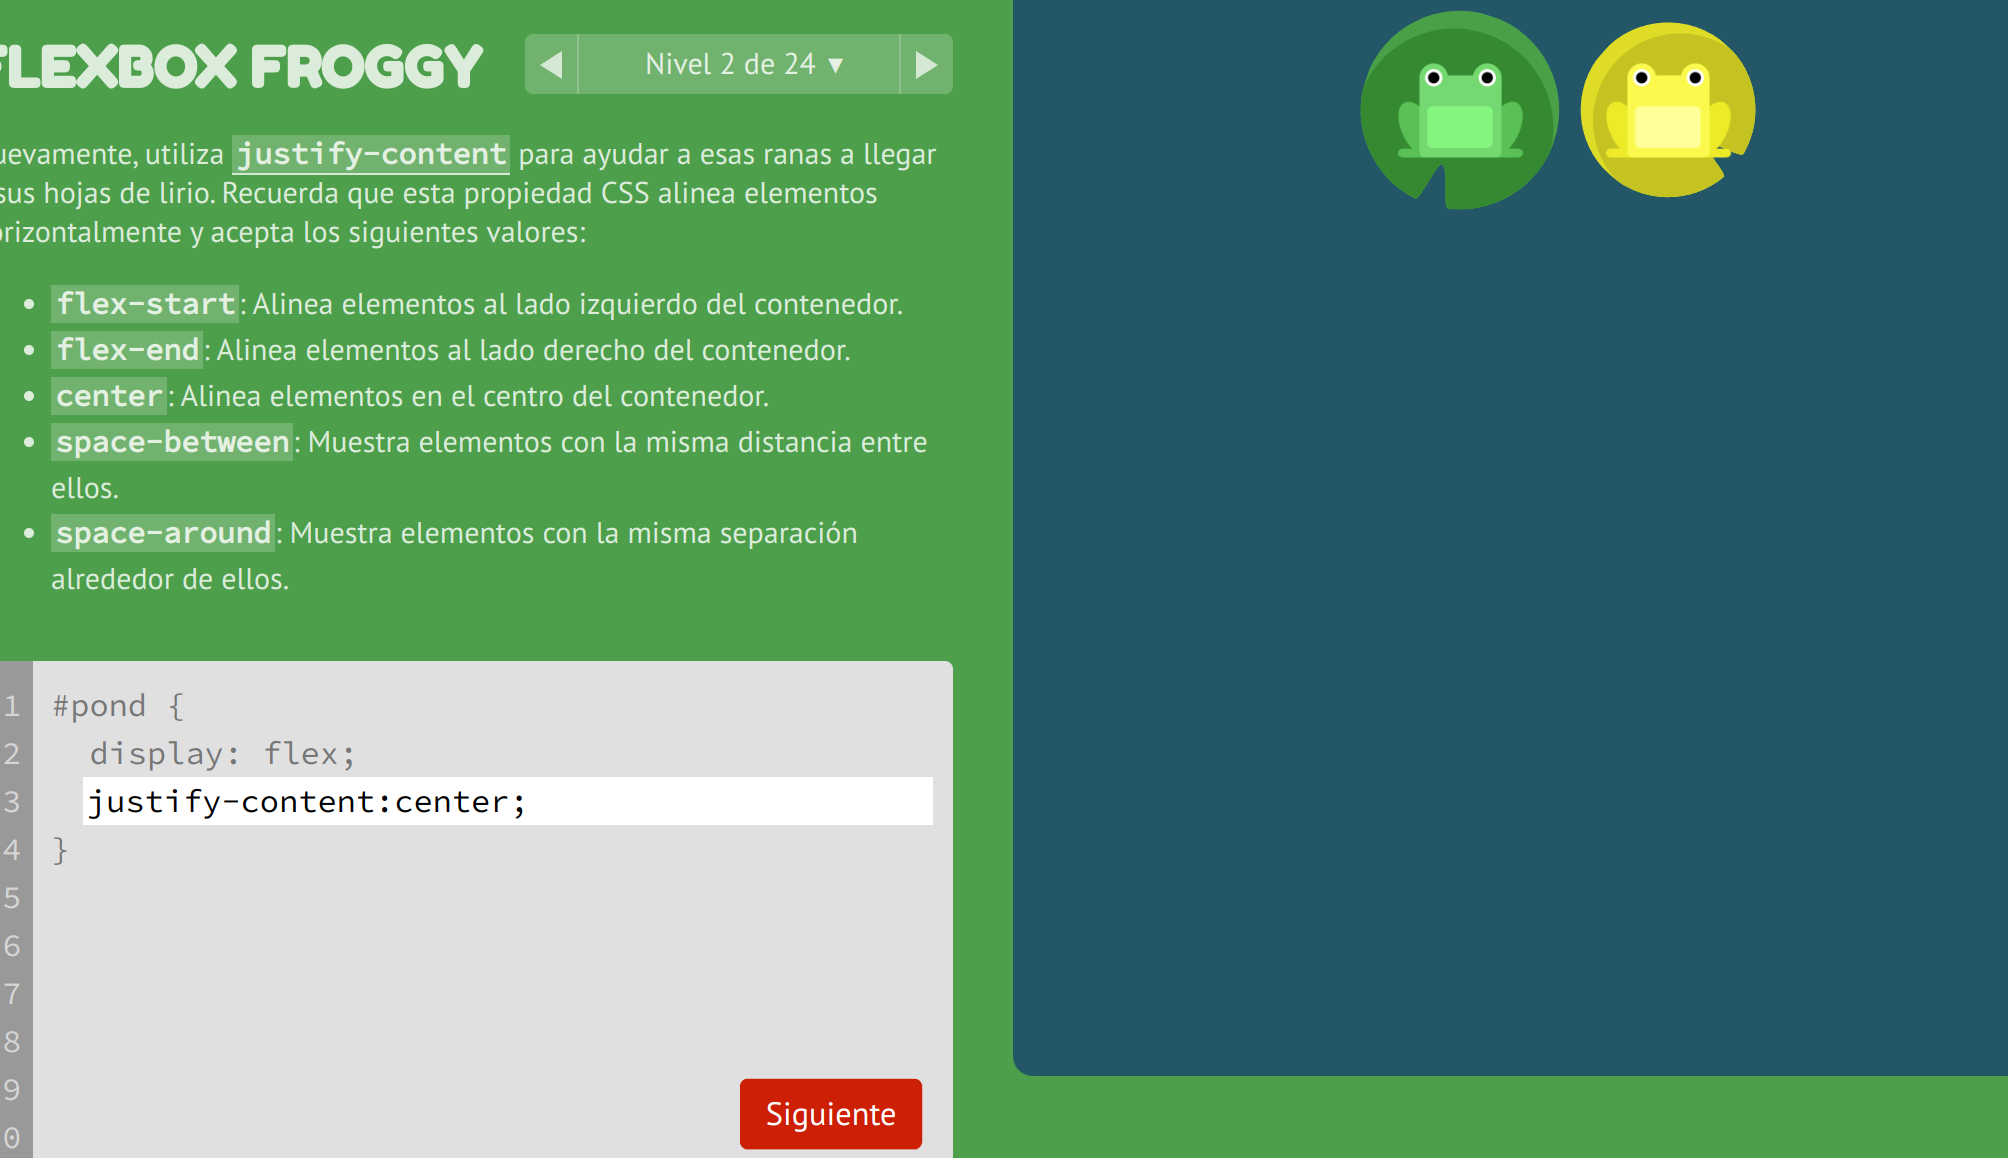 FLEXBOX FROGGY
Nivel 2 de 24 ▼
uevamente, utiliza justify-content para ayudar a esas ranas a llegar
sus hojas de lirio. Recuerda que esta propiedad CSS alinea elementos
orizontalmente y acepta los siguientes valores:
• flex-start: Alinea elementos al lado izquierdo del contenedor.
• flex-end: Alinea elementos al lado derecho del contenedor.
• center: Alinea elementos en el centro del contenedor.
• space-between: Muestra elementos con la misma distancia entre
ellos.
• space-around: Muestra elementos con la misma separación
alrededor de ellos.
1 #pond {
2 display: flex;
3 justify-content:center;
4 }
5
6
7
8
9
0
Siguiente